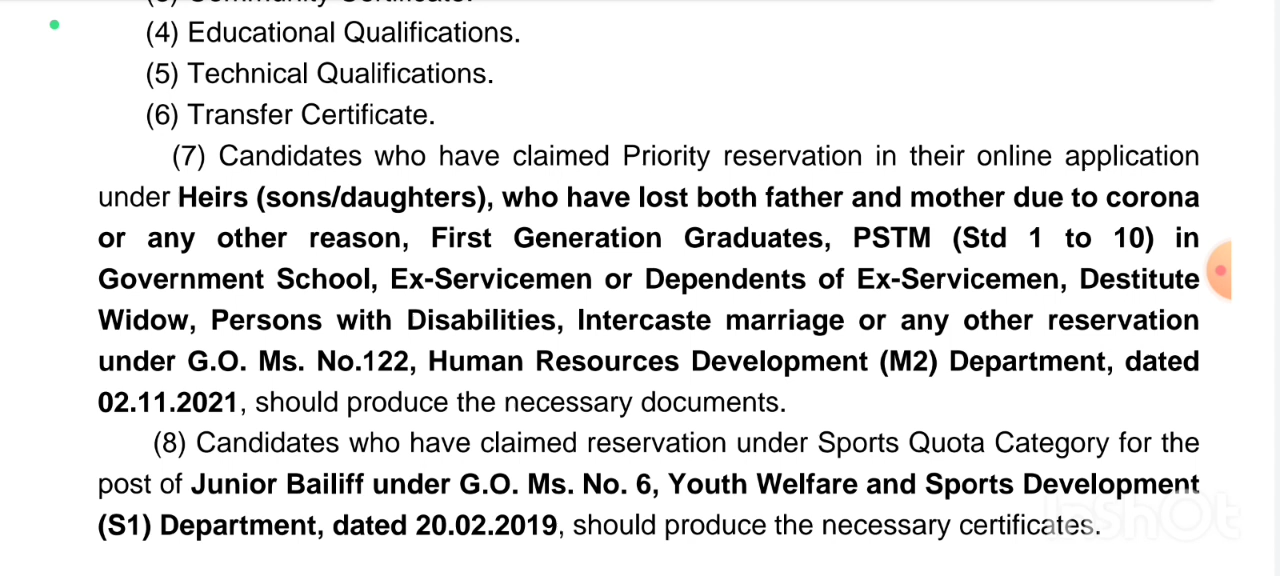 (3) Community Certificate.
(4) Educational Qualifications.
(5) Technical Qualifications.
(6) Transfer Certificate.
(7) Candidates who have claimed Priority reservation in their online application
under Heirs (sons/daughters), who have lost both father and mother due to corona
or any other reason, First Generation Graduates, PSTM (Std 1 to 10) in
Government School, Ex-Servicemen or Dependents of Ex-Servicemen, Destitute
Widow, Persons with Disabilities, Intercaste marriage or any other reservation
under G.O. Ms. No.122, Human Resources Development (M2) Department, dated
02.11.2021, should produce the necessary documents.
(8) Candidates who have claimed reservation under Sports Quota Category for the
post of Junior Bailiff under G.O. Ms. No. 6, Youth Welfare and Sports Development
(S1) Department, dated 20.02.2019, should produce the necessary certificates.
InShOt